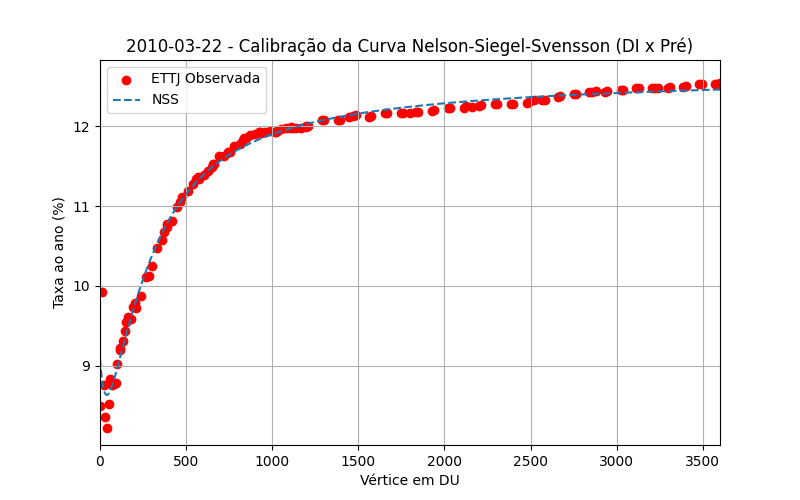 2010-03-22 - Calibração da Curva Nelson-Siegel-Svensson (DI x Pré)
ETTJ Observada
NSS
Taxa ao ano (%)
12
11
10
9
0 500 1000 1500 2000 2500 3000 3500
Vértice em DU